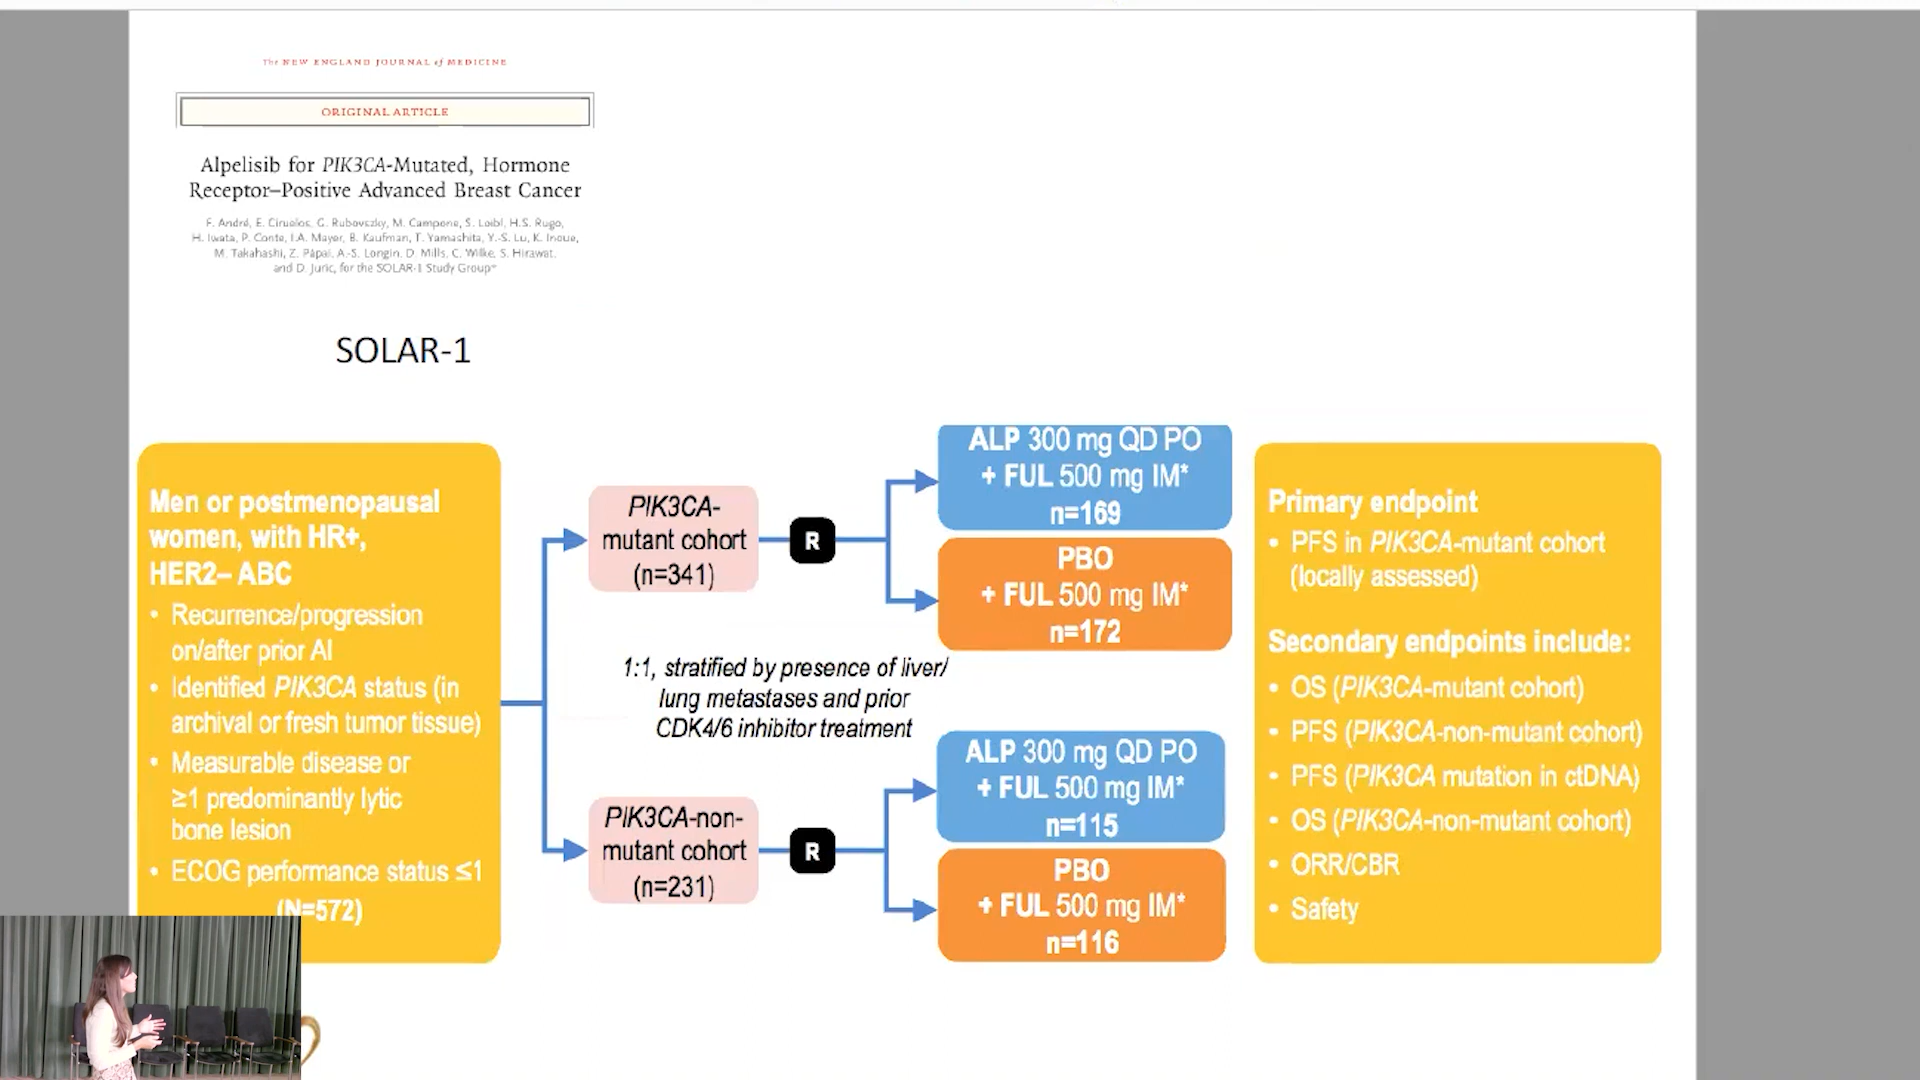 The NEW ENGLAND JOURNAL of MEDICINE
ORIGINAL ARTICLE
Alpelisib for PIK3CA-Mutated, Hormone
Receptor–Positive Advanced Breast Cancer
F. André, E. Ciruelos, G. Rubovszky, M. Campone, S. Loibl, H.S. Rugo,
H. Iwata, P. Conte, I.A. Mayer, B. Kaufman, T. Yamashita, Y.-S. Lu, K. Inoue,
M. Takahashi, Z. Pápai, A.-S. Longin, D. Mills, C. Wilke, S. Hirawat,
and D. Juric, for the SOLAR-1 Study Group*
SOLAR-1
Men or postmenopausal
women, with HR+,
HER2– ABC
• Recurrence/progression
on/after prior AI
• Identified PIK3CA status (in
archival or fresh tumor tissue)
• Measurable disease or
≥1 predominantly lytic
bone lesion
• ECOG performance status ≤1
(N=572)
PIK3CA-
mutant cohort
(n=341)
R
1:1, stratified by presence of liver/
lung metastases and prior
CDK4/6 inhibitor treatment
PIK3CA-non-
mutant cohort
(n=231)
R
ALP 300 mg QD PO
+ FUL 500 mg IM*
n=169
PBO
+ FUL 500 mg IM*
n=172
ALP 300 mg QD PO
+ FUL 500 mg IM*
n=115
PBO
+ FUL 500 mg IM*
n=116
Primary endpoint
• PFS in PIK3CA-mutant cohort
(locally assessed)
Secondary endpoints include:
• OS (PIK3CA-mutant cohort)
• PFS (PIK3CA-non-mutant cohort)
• PFS (PIK3CA mutation in ctDNA)
• OS (PIK3CA-non-mutant cohort)
• ORR/CBR
• Safety